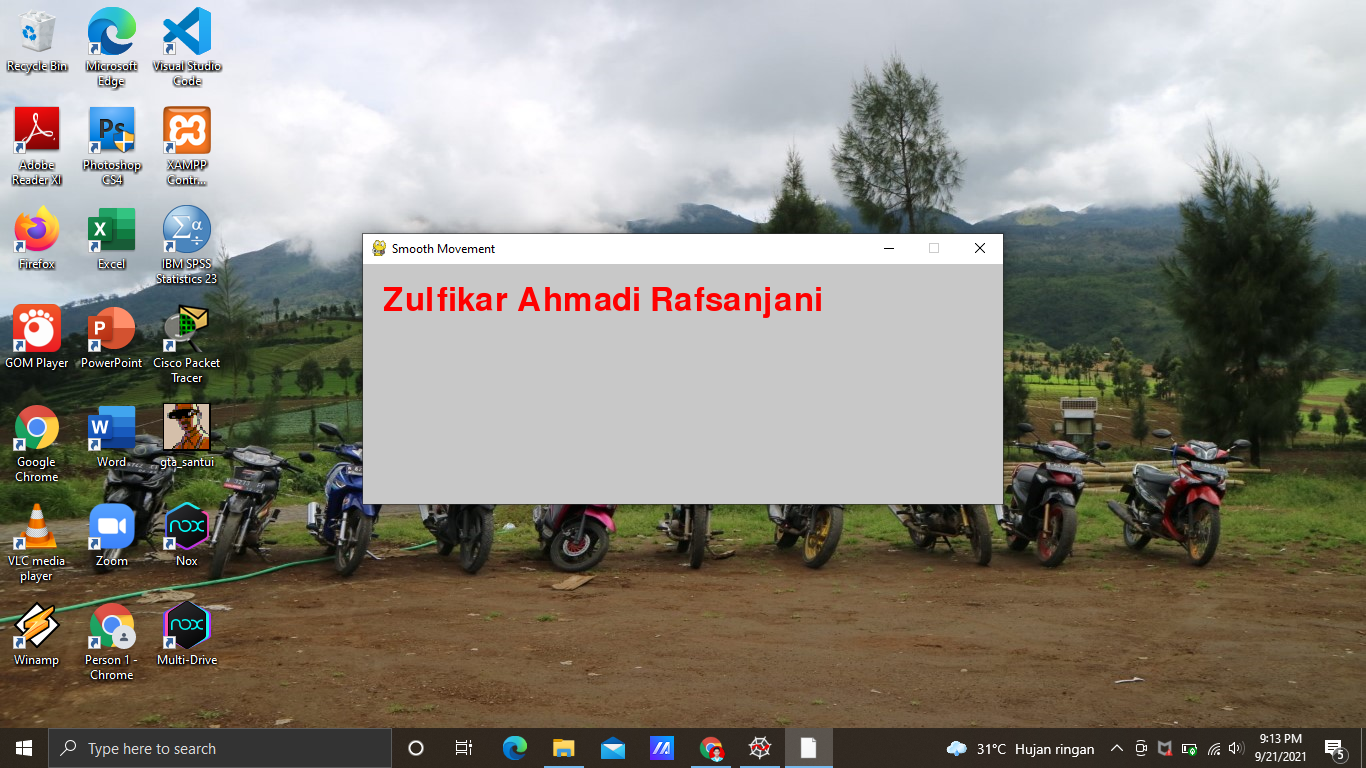 Recycle Bin
Microsoft
Edge
Visual Studio
Code
Adobe
Reader XI
Ps
Photoshop
CS4
XAMPP
Contr...
Firefox
X
Excel
IBM SPSS
Statistics 23
GOM Player
P
PowerPoint
Cisco Packet
Tracer
Google
Chrome
W
Word
gta_santui
VLC media
player
Zoom
nox
Nox
Winamp
Person 1 -
Chrome
nox
Multi-Drive
Smooth Movement
Zulfikar Ahmadi Rafsanjani
Type here to search
31°C Hujan ringan
9:13 PM
9/21/2021
5